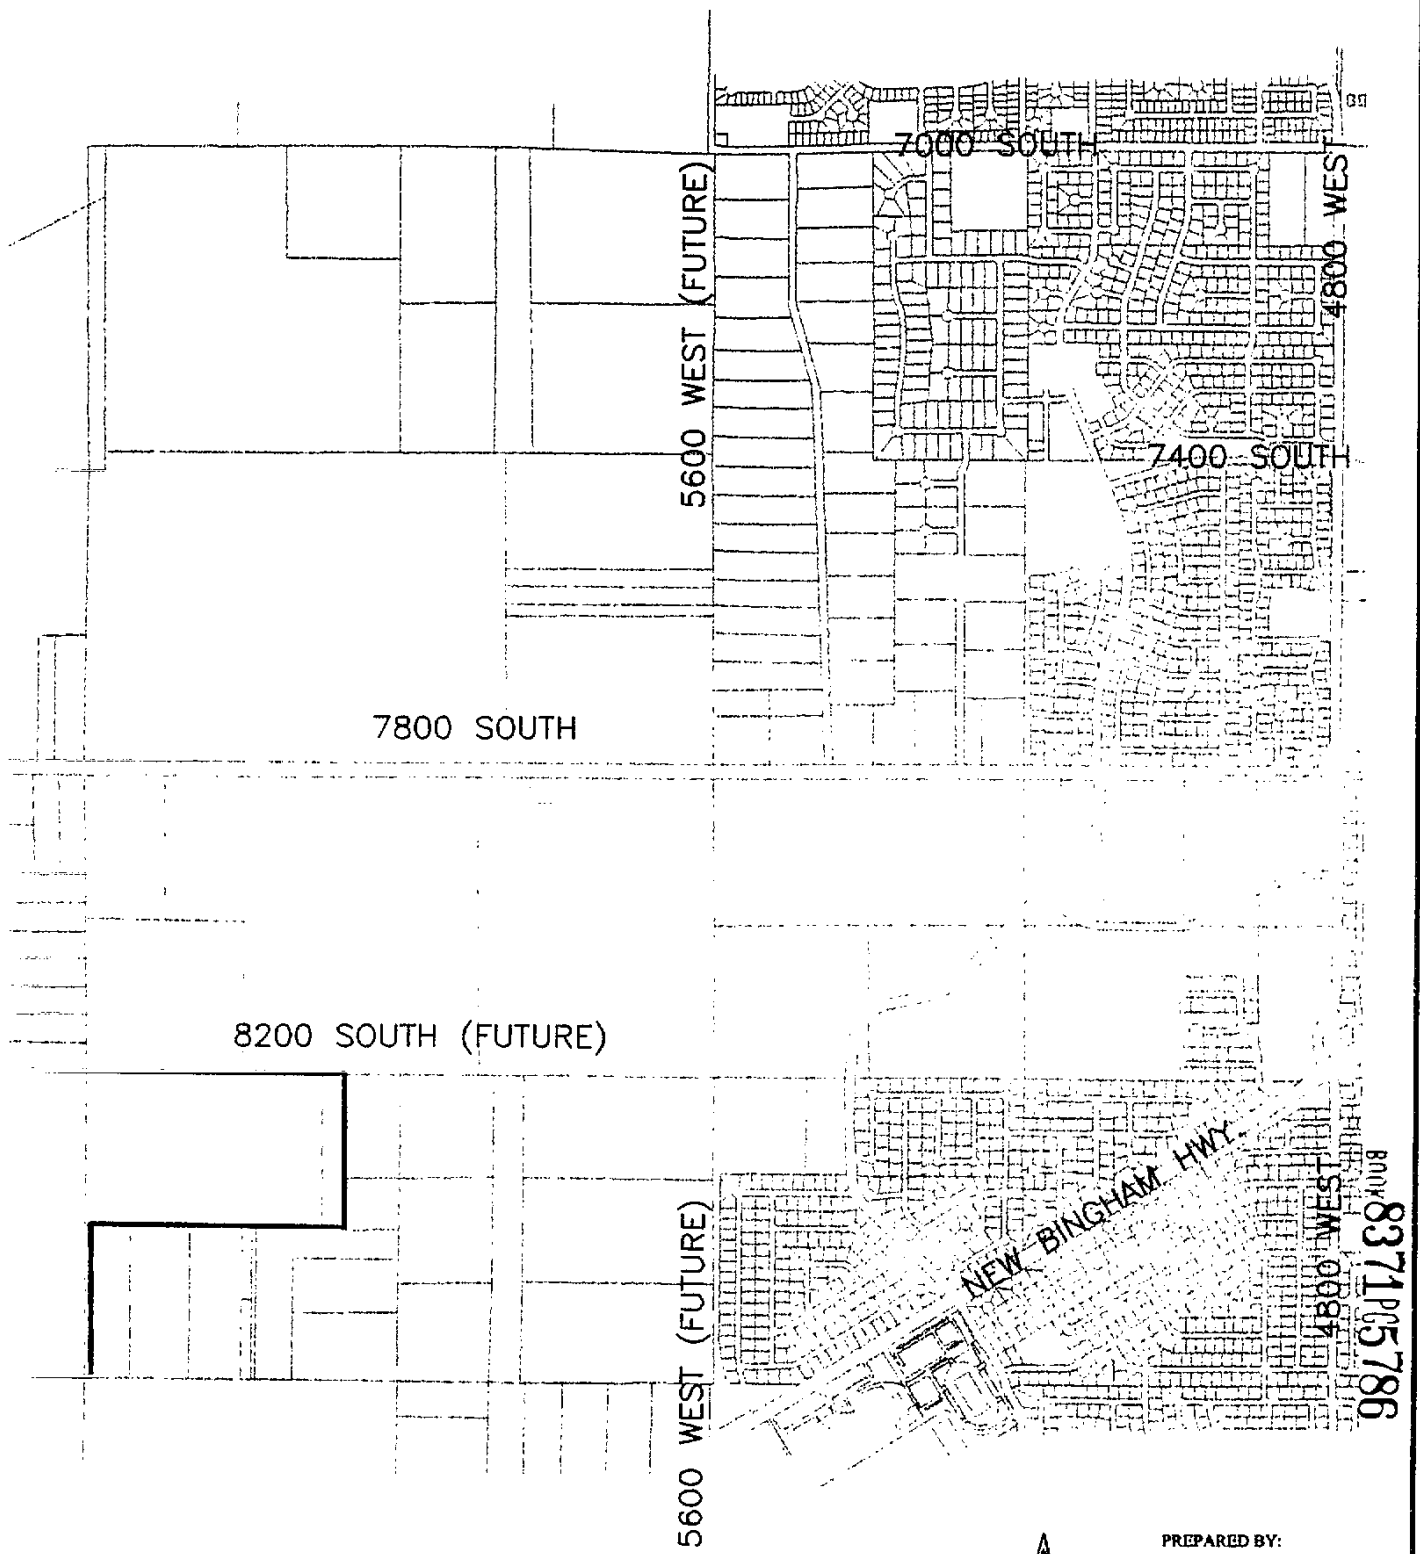 7000 SOUTH
4800 WEST
5600 WEST (FUTURE)
7400 SOUTH
7800 SOUTH
8200 SOUTH (FUTURE)
NEW BINGHAM HWY.
4800 WEST
5600 WEST (FUTURE)
BOOK 8371 PG 5786
PREPARED BY: